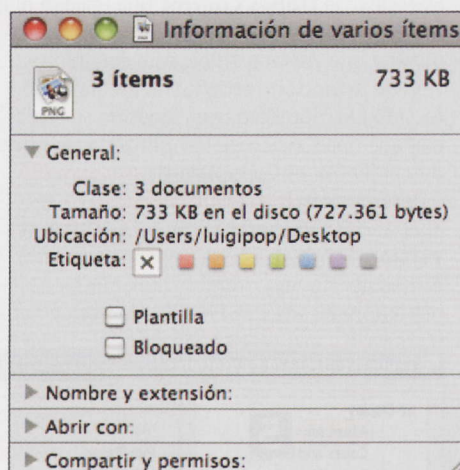 Información de varios ítems
PNG
3 ítems 733 KB
General:
Clase: 3 documentos
Tamaño: 733 KB en el disco (727.361 bytes)
Ubicación: /Users/luigipop/Desktop
Etiqueta:
Plantilla
Bloqueado
Nombre y extensión:
Abrir con:
Compartir y permisos: